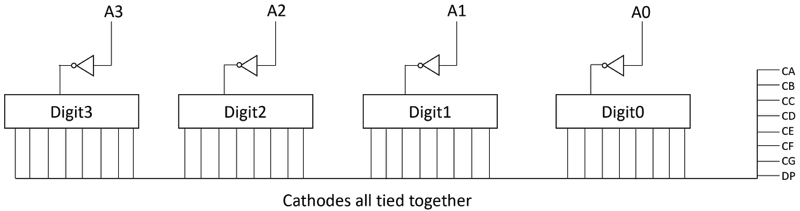 A3 A2 A1 A0
Digit3 Digit2 Digit1 Digit0
CA
CB
CC
CD
CE
CF
CG
DP
Cathodes all tied together